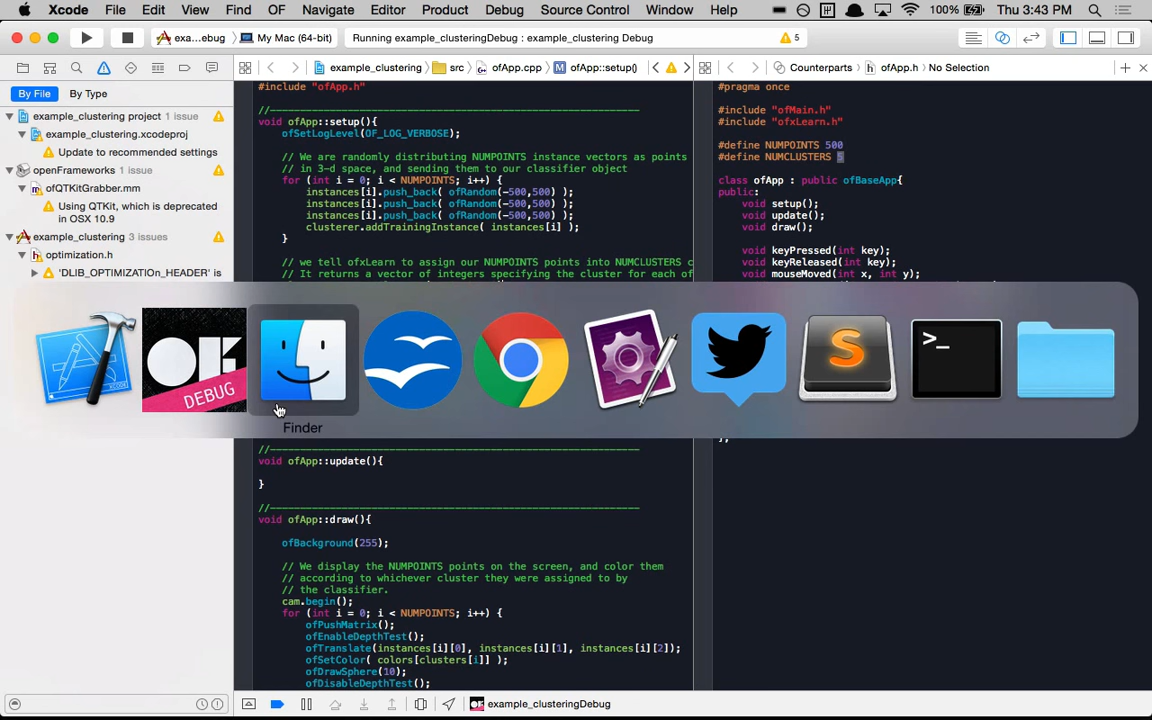 Xcode File Edit View Find OF Navigate Editor Product Debug Source Control Window Help 100% Thu 3:43 PM
exa...ebug My Mac (64-bit) Running example_clusteringDebug : example_clustering Debug 5
example_clustering src ofApp.cpp M ofApp::setup() Counterparts ofApp.h No Selection
By File By Type
example_clustering project 1 issue
example_clustering.xcodeproj
Update to recommended settings
openFrameworks 1 issue
ofQTKitGrabber.mm
Using QTKit, which is deprecated
in OSX 10.9
example_clustering 3 issues
optimization.h
'DLIB_OPTIMIZATIOn_HEADER' is
#include "ofApp.h"
//--------------------------------------------------------------
void ofApp::setup(){
ofSetLogLevel(OF_LOG_VERBOSE);
// We are randomly distributing NUMPOINTS instance vectors as points
// in 3-d space, and sending them to our classifier object
for (int i = 0; i < NUMPOINTS; i++) {
instances[i].push_back( ofRandom(-500,500) );
instances[i].push_back( ofRandom(-500,500) );
instances[i].push_back( ofRandom(-500,500) );
clusterer.addTrainingInstance( instances[i] );
}
// we tell ofxLearn to assign our NUMPOINTS points into NUMCLUSTERS c
// It returns a vector of integers specifying the cluster for each of
#pragma once
#include "ofMain.h"
#include "ofxLearn.h"
#define NUMPOINTS 500
#define NUMCLUSTERS 5
class ofApp : public ofBaseApp{
public:
void setup();
void update();
void draw();
void keyPressed(int key);
void keyReleased(int key);
void mouseMoved(int x, int y);
XCODE
OF
DEBUG
S
>_
Finder
};
//--------------------------------------------------------------
void ofApp::update(){
}
//--------------------------------------------------------------
void ofApp::draw(){
ofBackground(255);
// We display the NUMPOINTS points on the screen, and color them
// according to whichever cluster they were assigned to by
// the classifier.
cam.begin();
for (int i = 0; i < NUMPOINTS; i++) {
ofPushMatrix();
ofEnableDepthTest();
ofTranslate(instances[i][0], instances[i][1], instances[i][2]);
ofSetColor( colors[clusters[i]] );
ofDrawSphere(10);
ofDisableDepthTest();
example_clusteringDebug